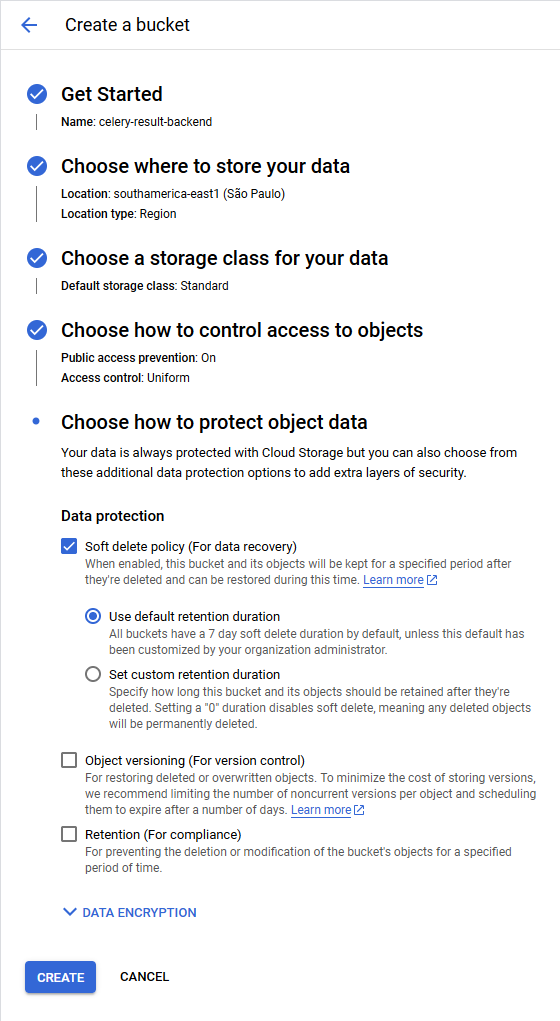 Create a bucket
Get Started
Name: celery-result-backend
Choose where to store your data
Location: southamerica-east1 (São Paulo)
Location type: Region
Choose a storage class for your data
Default storage class: Standard
Choose how to control access to objects
Public access prevention: On
Access control: Uniform
Choose how to protect object data
Your data is always protected with Cloud Storage but you can also choose from
these additional data protection options to add extra layers of security.
Data protection
Soft delete policy (For data recovery)
When enabled, this bucket and its objects will be kept for a specified period after
they're deleted and can be restored during this time. Learn more
Use default retention duration
All buckets have a 7 day soft delete duration by default, unless this default has
been customized by your organization administrator.
Set custom retention duration
Specify how long this bucket and its objects should be retained after they're
deleted. Setting a "0" duration disables soft delete, meaning any deleted objects
will be permanently deleted.
Object versioning (For version control)
For restoring deleted or overwritten objects. To minimize the cost of storing versions,
we recommend limiting the number of noncurrent versions per object and scheduling
them to expire after a number of days. Learn more
Retention (For compliance)
For preventing the deletion or modification of the bucket's objects for a specified
period of time.
DATA ENCRYPTION
CREATE CANCEL